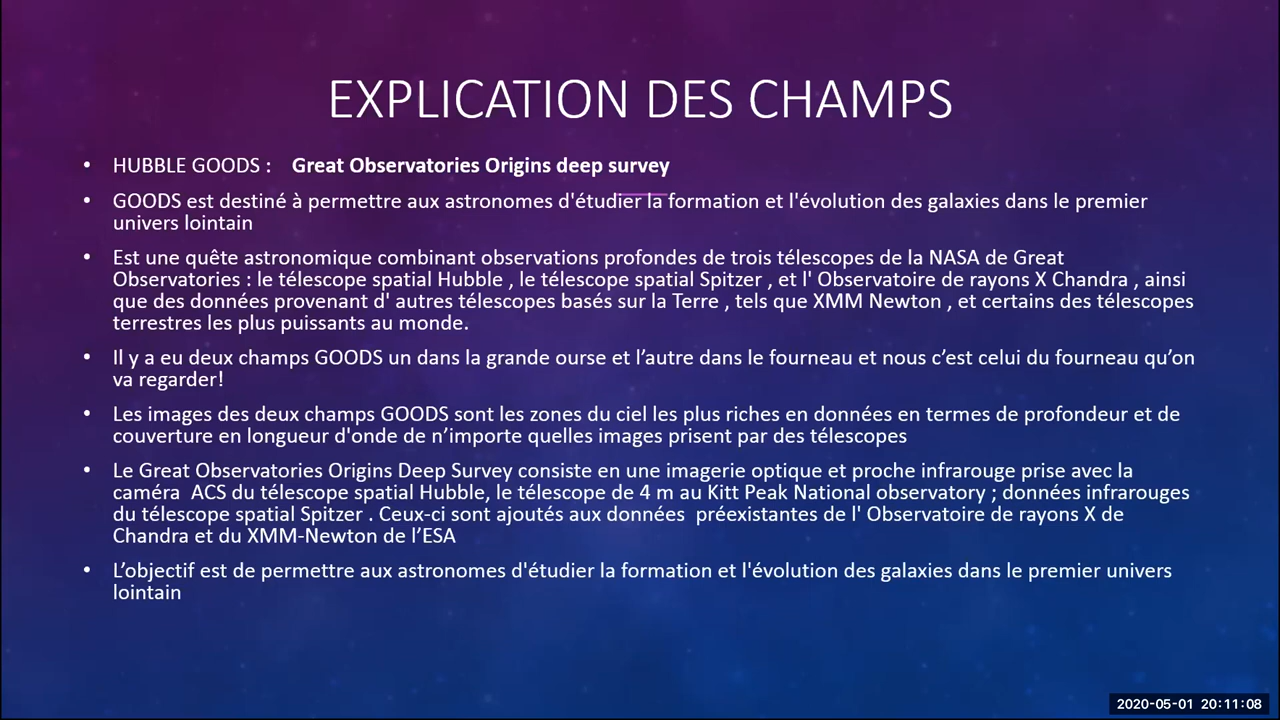 EXPLICATION DES CHAMPS
• HUBBLE GOODS : Great Observatories Origins deep survey
• GOODS est destiné à permettre aux astronomes d'étudier la formation et l'évolution des galaxies dans le premier
univers lointain
• Est une quête astronomique combinant observations profondes de trois télescopes de la NASA de Great
Observatories : le télescope spatial Hubble , le télescope spatial Spitzer , et l' Observatoire de rayons X Chandra , ainsi
que des données provenant d' autres télescopes basés sur la Terre , tels que XMM Newton , et certains des télescopes
terrestres les plus puissants au monde.
• Il y a eu deux champs GOODS un dans la grande ourse et l’autre dans le fourneau et nous c’est celui du fourneau qu’on
va regarder!
• Les images des deux champs GOODS sont les zones du ciel les plus riches en données en termes de profondeur et de
couverture en longueur d'onde de n’importe quelles images prisent par des télescopes
• Le Great Observatories Origins Deep Survey consiste en une imagerie optique et proche infrarouge prise avec la
caméra ACS du télescope spatial Hubble, le télescope de 4 m au Kitt Peak National observatory ; données infrarouges
du télescope spatial Spitzer . Ceux-ci sont ajoutés aux données préexistantes de l' Observatoire de rayons X de
Chandra et du XMM-Newton de l’ESA
• L’objectif est de permettre aux astronomes d'étudier la formation et l'évolution des galaxies dans le premier univers
lointain
2020-05-01 20:11:08